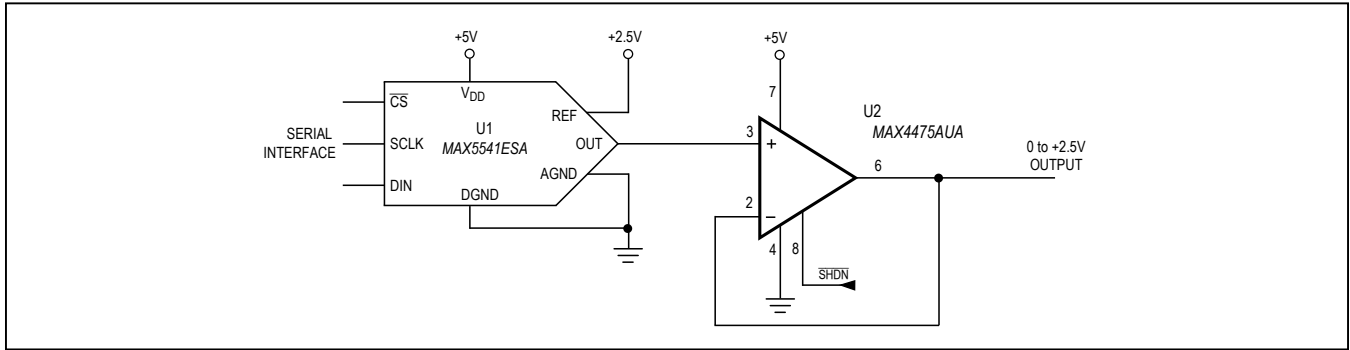 +5V
+2.5V
+5V
CS
VDD
REF
7
U2
MAX4475AUA
SERIAL
INTERFACE
SCLK
U1
MAX5541ESA
OUT
3
+
0 to +2.5V
OUTPUT
6
AGND
DIN
DGND
2
−
4
8
SHDN